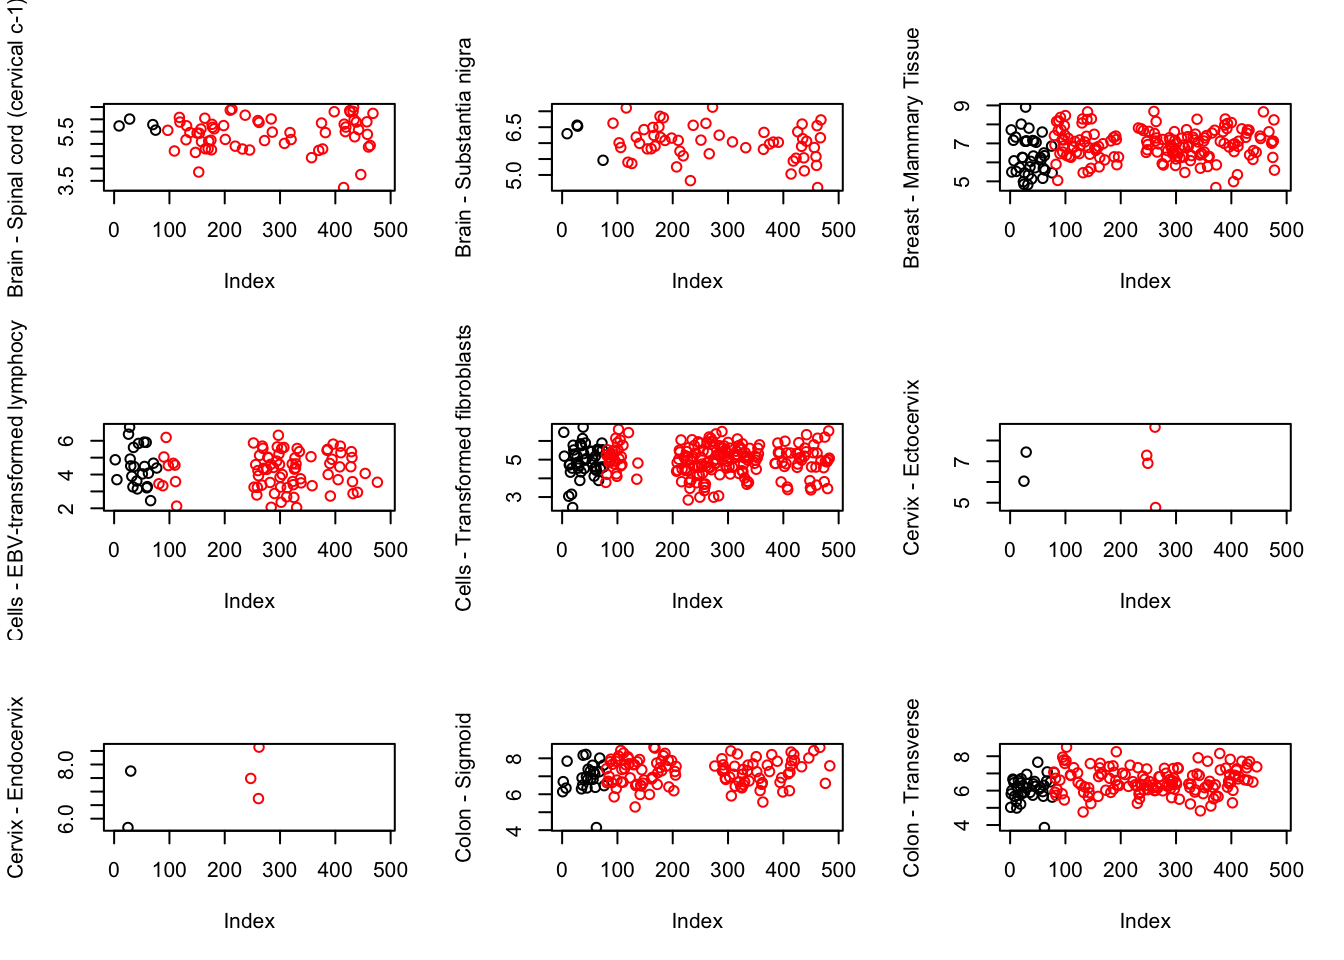 Brain - Spinal cord (cervical c-1)
3.5 5.5
0 100 200 300 400 500
Index
Brain - Substantia nigra
5.0 6.5
0 100 200 300 400 500
Index
Breast - Mammary Tissue
5 7 9
0 100 200 300 400 500
Index
Cells - EBV-transformed lymphocy
2 4 6
0 100 200 300 400 500
Index
Cells - Transformed fibroblasts
3 5
0 100 200 300 400 500
Index
Cervix - Ectocervix
5 7
0 100 200 300 400 500
Index
Cervix - Endocervix
6.0 8.0
0 100 200 300 400 500
Index
Colon - Sigmoid
4 6 8
0 100 200 300 400 500
Index
Colon - Transverse
4 6 8
0 100 200 300 400 500
Index